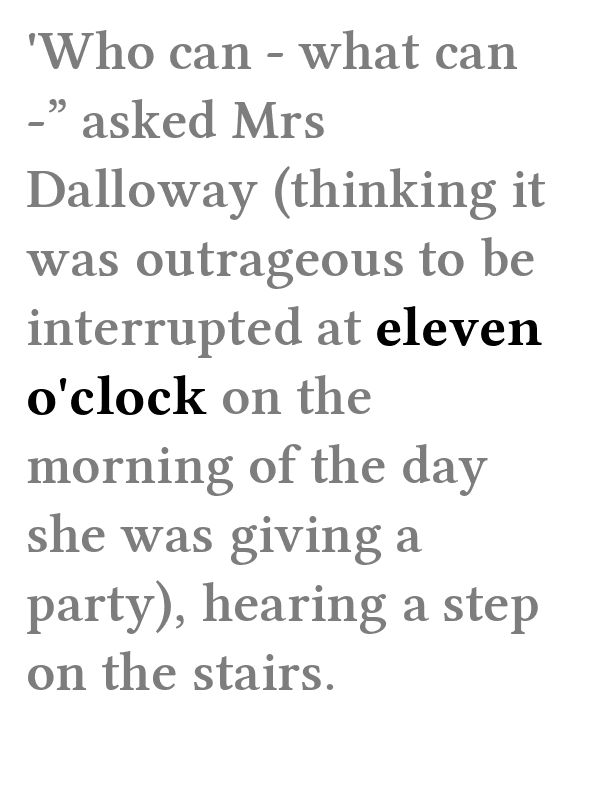 'Who can - what can
-” asked Mrs
Dalloway (thinking it
was outrageous to be
interrupted at eleven
o'clock on the
morning of the day
she was giving a
party), hearing a step
on the stairs.